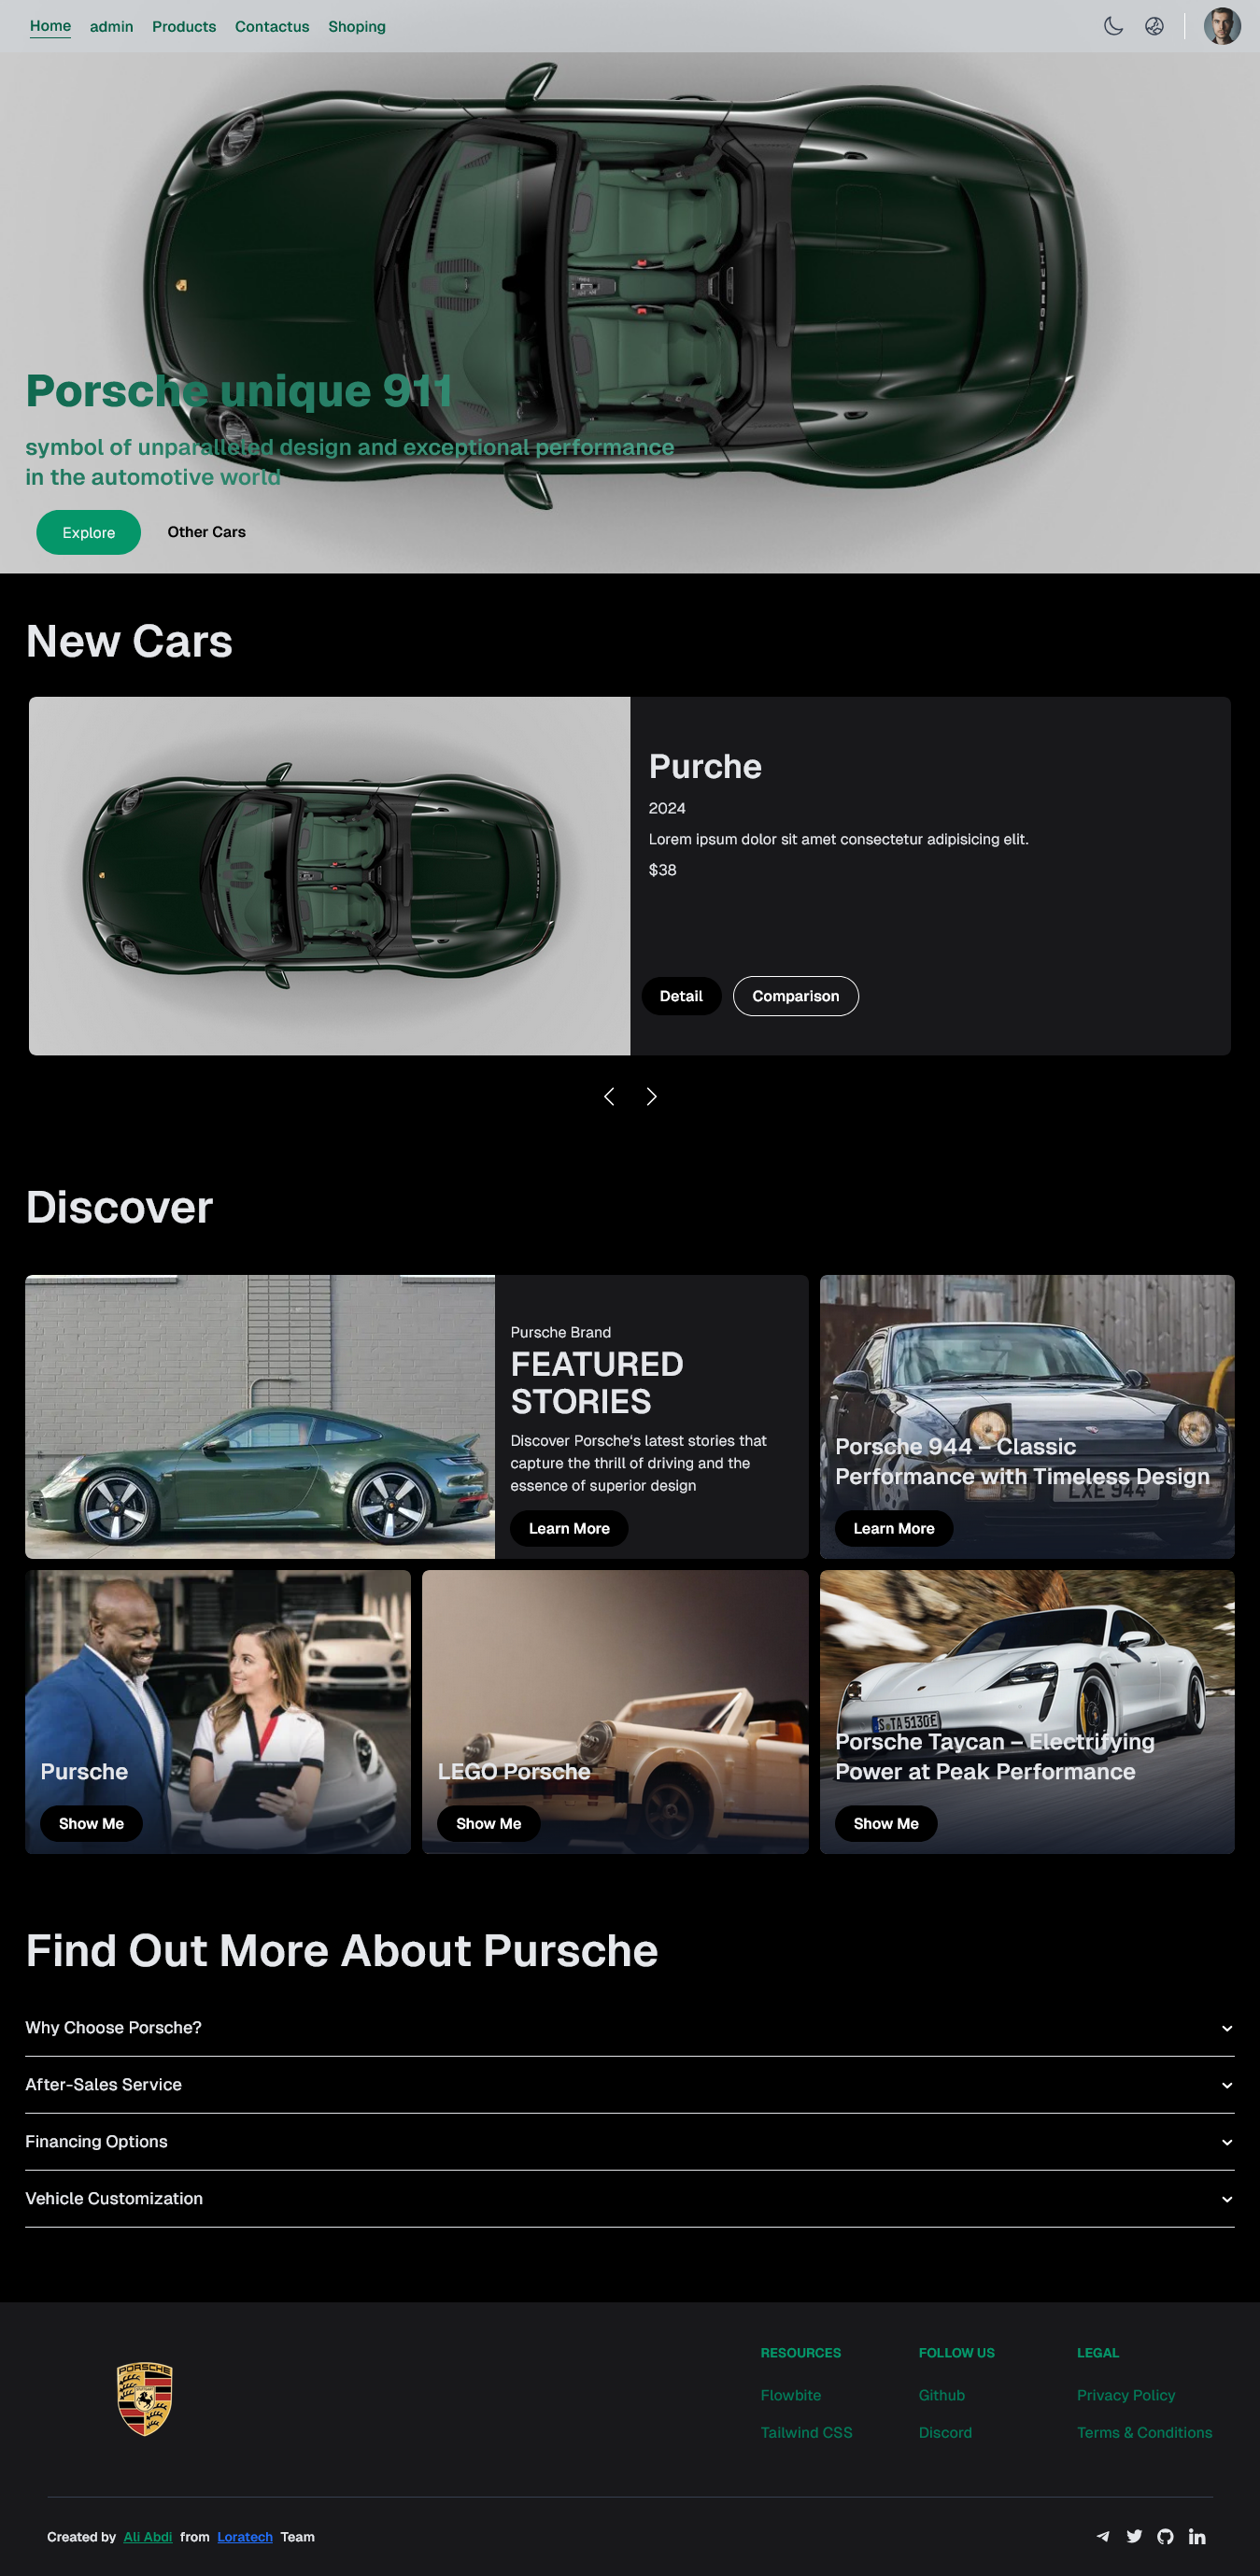 Home admin Products Contactus Shoping
Porsche unique 911
symbol of unparalleled design and exceptional performance
in the automotive world
Explore Other Cars
New Cars
PORSCHE
Purche
2024
Lorem ipsum dolor sit amet consectetur adipisicing elit.
$38
Detail Comparison
Discover
Pursche Brand
FEATURED
STORIES
Discover Porsche's latest stories that
capture the thrill of driving and the
essence of superior design
Learn More
Porsche 944 – Classic
Performance with Timeless Design
LXE 944
Learn More
Pursche
Show Me
LEGO Porsche
Show Me
S TA 5130E
Porsche Taycan – Electrifying
Power at Peak Performance
Show Me
Find Out More About Pursche
Why Choose Porsche?
After-Sales Service
Financing Options
Vehicle Customization
PORSCHE
RESOURCES FOLLOW US LEGAL
Flowbite Github Privacy Policy
Tailwind CSS Discord Terms & Conditions
Created by Ali Abdi from Loratech Team